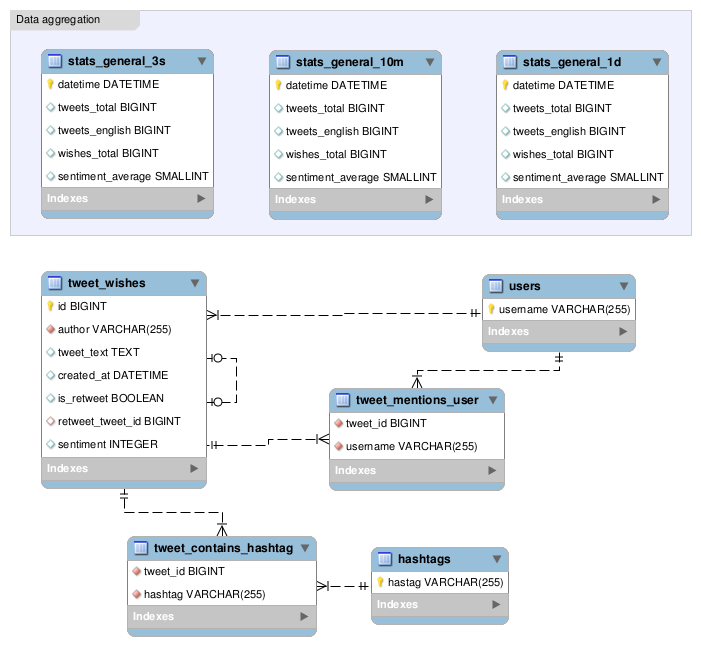 Data aggregation
stats_general_3s
datetime DATETIME
tweets_total BIGINT
tweets_english BIGINT
wishes_total BIGINT
sentiment_average SMALLINT
Indexes
stats_general_10m
datetime DATETIME
tweets_total BIGINT
tweets_english BIGINT
wishes_total BIGINT
sentiment_average SMALLINT
Indexes
stats_general_1d
datetime DATETIME
tweets_total BIGINT
tweets_english BIGINT
wishes_total BIGINT
sentiment_average SMALLINT
Indexes
tweet_wishes
id BIGINT
author VARCHAR(255)
tweet_text TEXT
created_at DATETIME
is_retweet BOOLEAN
retweet_tweet_id BIGINT
sentiment INTEGER
Indexes
users
username VARCHAR(255)
Indexes
tweet_mentions_user
tweet_id BIGINT
username VARCHAR(255)
Indexes
tweet_contains_hashtag
tweet_id BIGINT
hashtag VARCHAR(255)
Indexes
hashtags
hastag VARCHAR(255)
Indexes